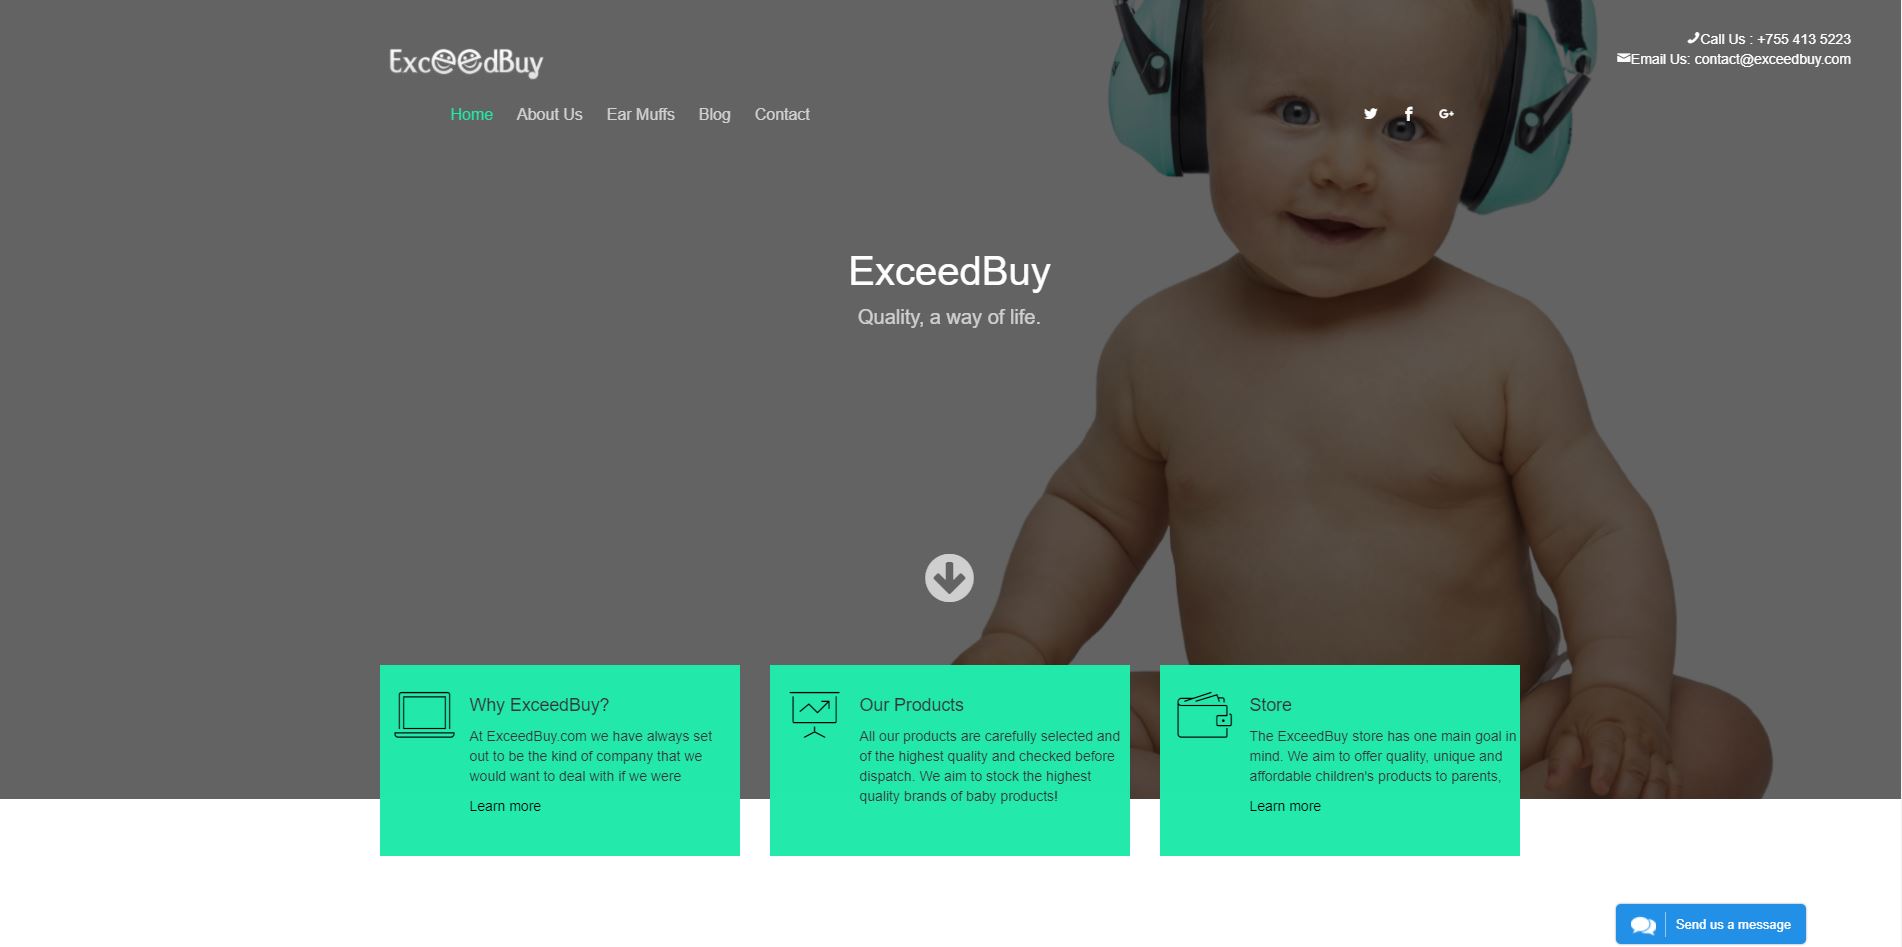 ExceedBuy
Call Us : +755 413 5223
Email Us: contact@exceedbuy.com
Home About Us Ear Muffs Blog Contact
ExceedBuy
Quality, a way of life.
Why ExceedBuy?
At ExceedBuy.com we have always set
out to be the kind of company that we
would want to deal with if we were
Learn more
Our Products
All our products are carefully selected and
of the highest quality and checked before
dispatch. We aim to stock the highest
quality brands of baby products!
Store
The ExceedBuy store has one main goal in
mind. We aim to offer quality, unique and
affordable children's products to parents,
Learn more
Send us a message